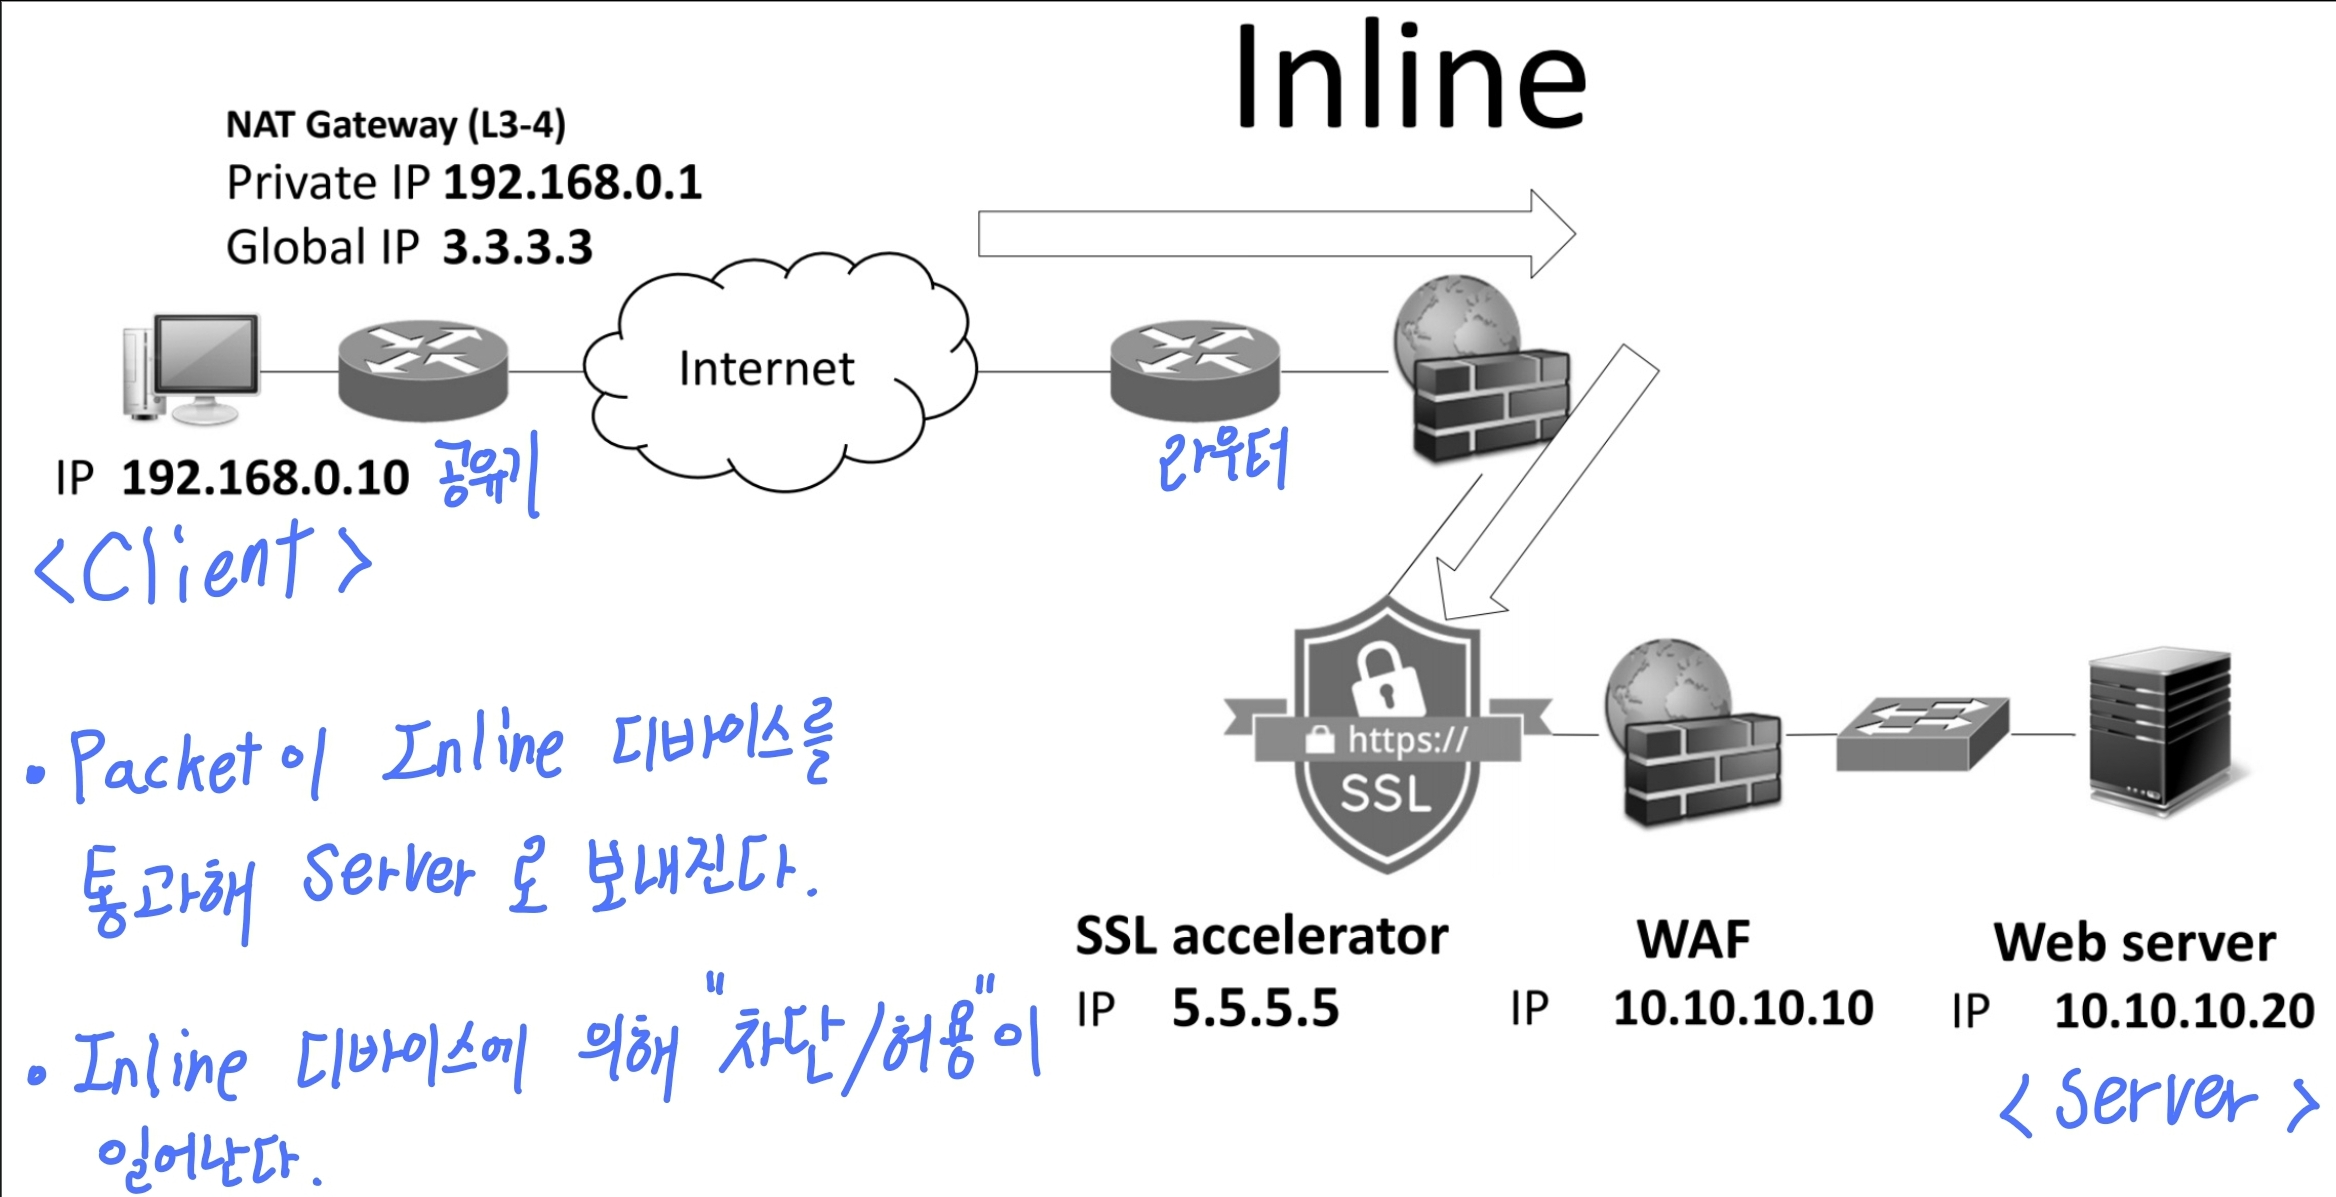 Inline
NAT Gateway (L3-4)
Private IP 192.168.0.1
Global IP 3.3.3.3
Internet
IP 192.168.0.10
공유기
라우터
<Client>
• Packet이 Inline 디바이스를
통과해 Server로 보내진다.
• Inline 디바이스에 의해 "차단/허용"이
일어난다.
https://
SSL
SSL accelerator
IP 5.5.5.5
WAF
IP 10.10.10.10
Web server
IP 10.10.10.20
<Server>